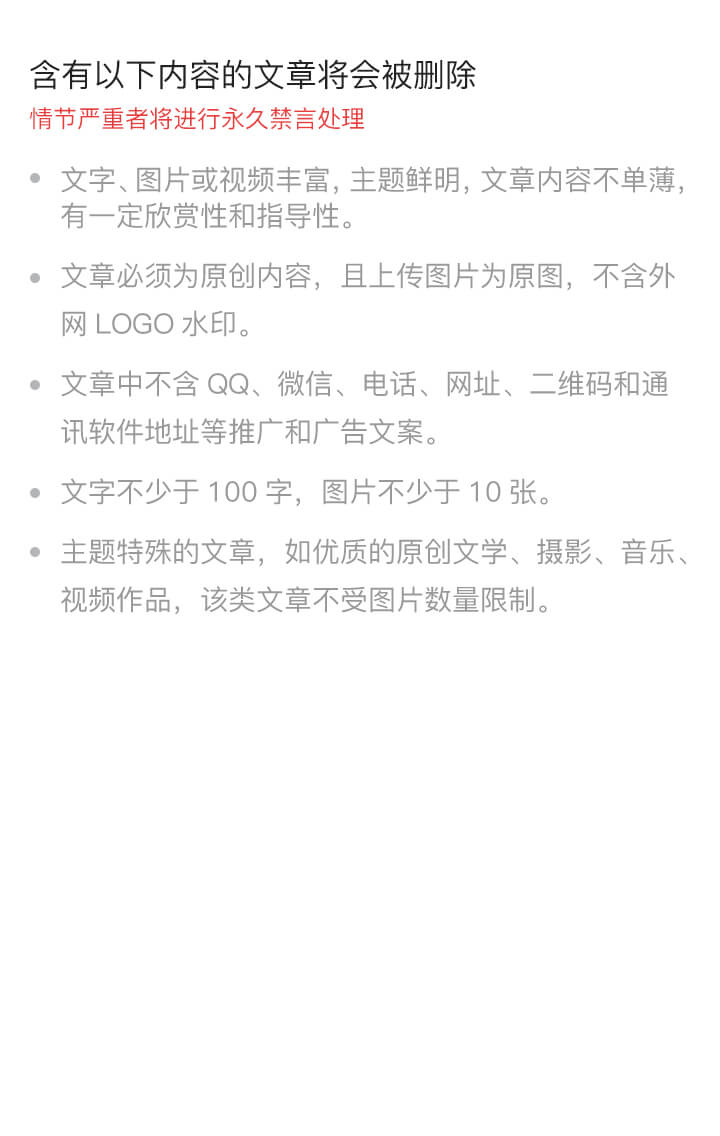 含有以下内容的文章将会被删除
情节严重者将进行永久禁言处理
文字、图片或视频丰富, 主题鲜明, 文章内容不单薄,
有一定欣赏性和指导性。
文章必须为原创内容，且上传图片为原图，不含外
网 LOGO 水印。
文章中不含 QQ、微信、电话、网址、二维码和通
讯软件地址等推广和广告文案。
文字不少于 100 字，图片不少于 10 张。
主题特殊的文章，如优质的原创文学、摄影、音乐、
视频作品，该类文章不受图片数量限制。